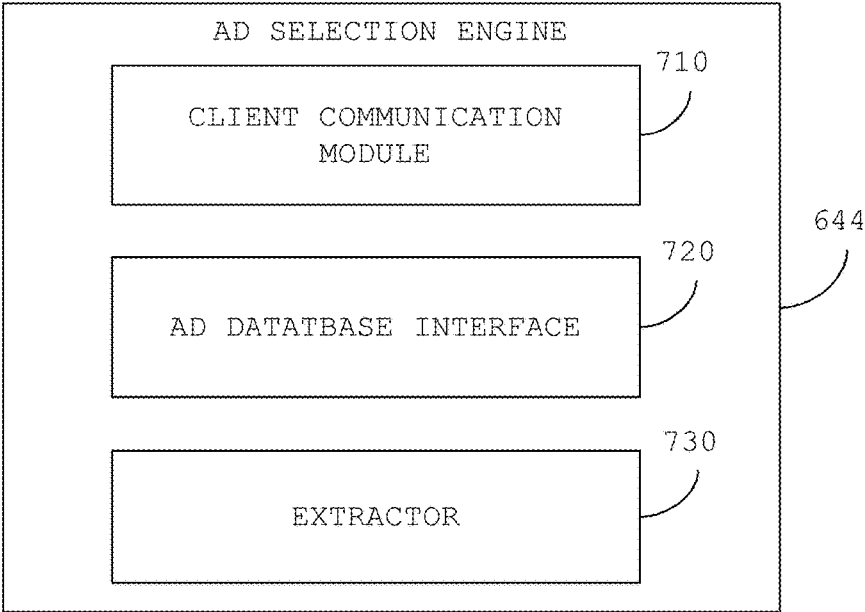 AD SELECTION ENGINE
710
CLIENT COMMUNICATION
MODULE
644
720
AD DATATBASE INTERFACE
730
EXTRACTOR